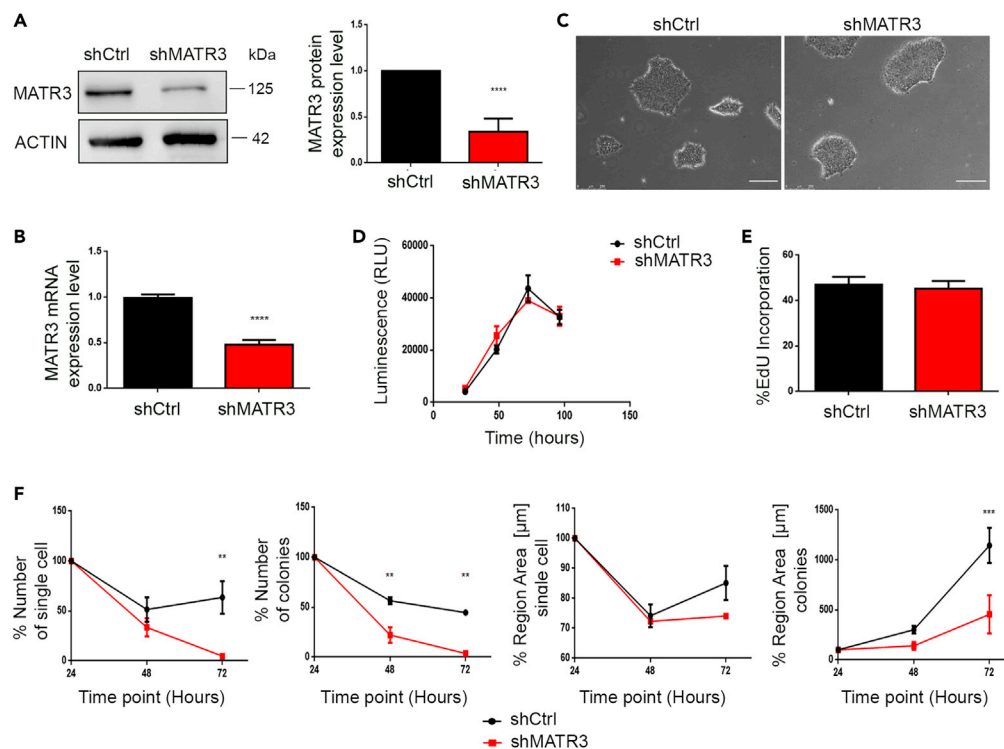 A
shCtrl shMATR3 kDa
MATR3
125
ACTIN
42
MATR3 protein
expression level
1.5
1.0
0.5
0.0
****
shCtrl
shMATR3
C
shCtrl
shMATR3
B
MATR3 mRNA
expression level
1.5
1.0
0.5
0.0
****
shCtrl
shMATR3
D
Luminescence (RLU)
60000
40000
20000
0
0 50 100 150
Time (hours)
shCtrl
shMATR3
E
%EdU Incorporation
60
40
20
0
shCtrl
shMATR3
F
% Number
of single cell
150
100
50
0
**
24 48 72
Time point (Hours)
% Number
of colonies
150
100
50
0
** **
24 48 72
Time point (Hours)
% Region Area [µm]
sindle cell
110
100
90
80
70
60
24 48 72
Time point (Hours)
% Region Area [µm]
colonies
1500
1000
500
0
***
24 48 72
Time point (Hours)
shCtrl
shMATR3